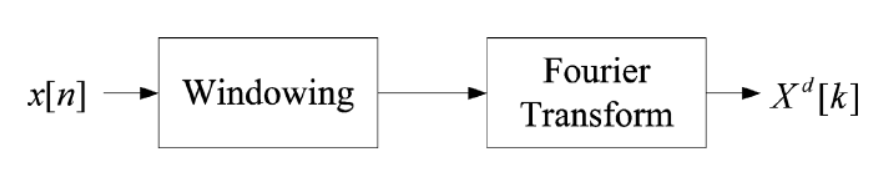 x[n]
Windowing
Fourier
Transform
X^d[k]